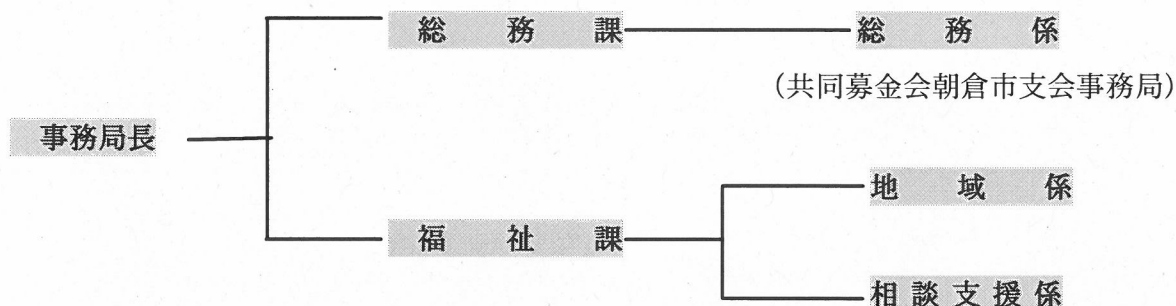 総務課 総務係
(共同募金会朝倉市支会事務局)
事務局長
地域係
福祉課
相談支援係